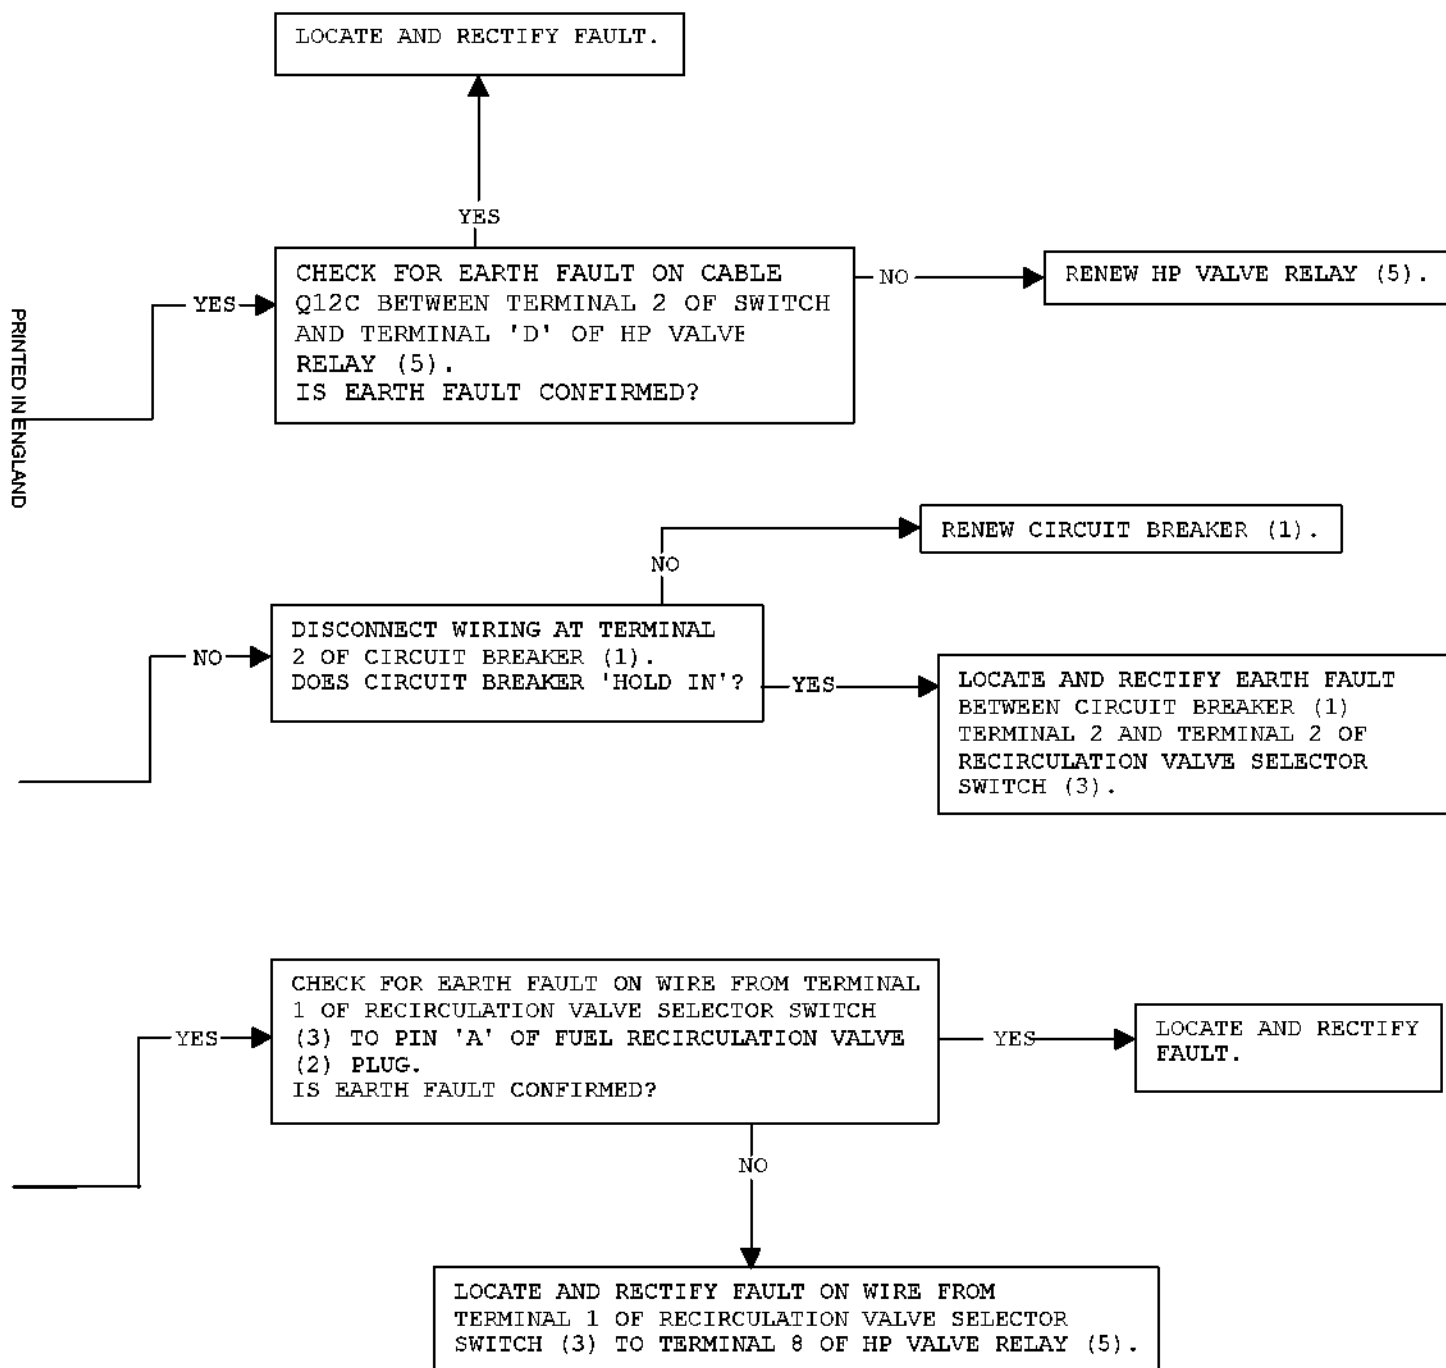 LOCATE AND RECTIFY FAULT.
YES
CHECK FOR EARTH FAULT ON CABLE
Q12C BETWEEN TERMINAL 2 OF SWITCH
AND TERMINAL 'D' OF HP VALVE
RELAY (5).
IS EARTH FAULT CONFIRMED?
YES
NO
RENEW HP VALVE RELAY (5).
PRINTED IN ENGLAND
RENEW CIRCUIT BREAKER (1).
NO
DISCONNECT WIRING AT TERMINAL
2 OF CIRCUIT BREAKER (1).
DOES CIRCUIT BREAKER 'HOLD IN'?
NO
YES
LOCATE AND RECTIFY EARTH FAULT
BETWEEN CIRCUIT BREAKER (1)
TERMINAL 2 AND TERMINAL 2 OF
RECIRCULATION VALVE SELECTOR
SWITCH (3).
CHECK FOR EARTH FAULT ON WIRE FROM TERMINAL
1 OF RECIRCULATION VALVE SELECTOR SWITCH
(3) TO PIN 'A' OF FUEL RECIRCULATION VALVE
(2) PLUG.
IS EARTH FAULT CONFIRMED?
YES
YES
LOCATE AND RECTIFY
FAULT.
NO
LOCATE AND RECTIFY FAULT ON WIRE FROM
TERMINAL 1 OF RECIRCULATION VALVE SELECTOR
SWITCH (3) TO TERMINAL 8 OF HP VALVE RELAY (5).